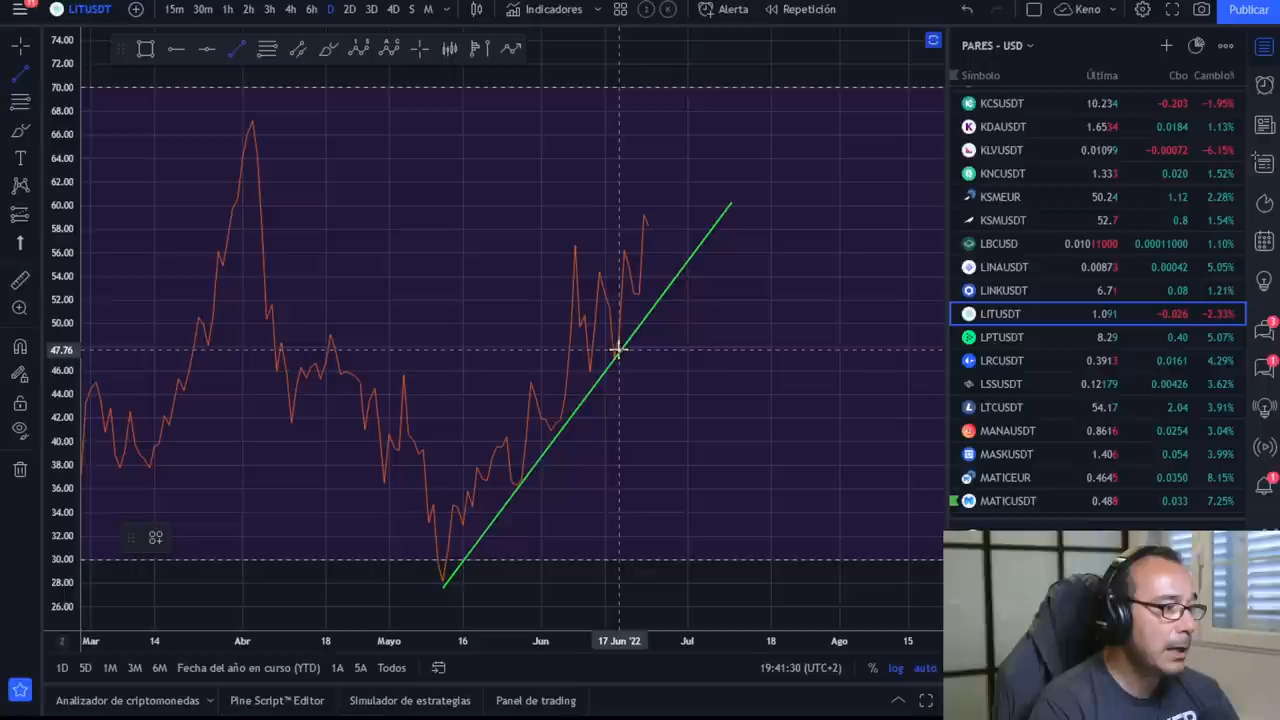 11 LITUSDT 15m 30m 1h 2h 3h 4h 6h D 2D 3D 4D S M Indicadores Alerta Repetición Keno Publicar
PARES - USD
Símbolo Última Cbo Cambio%
KCSUSDT 10.234 -0.203 -1.95%
KDAUSDT 1.6534 0.0184 1.13%
KLVUSDT 0.01099 -0.00072 -6.15%
KNCUSDT 1.333 0.020 1.52%
KSMEUR 50.24 1.12 2.28%
KSMUSDT 52.7 0.8 1.54%
LBCUSD 0.01011000 0.00011000 1.10%
LINAUSDT 0.00873 0.00042 5.05%
LINKUSDT 6.71 0.08 1.21%
LITUSDT 1.091 -0.026 -2.33%
LPTUSDT 8.29 0.40 5.07%
LRCUSDT 0.3913 0.0161 4.29%
LSSUSDT 0.12179 0.00426 3.62%
LTCUSDT 54.17 2.04 3.91%
MANAUSDT 0.8616 0.0254 3.04%
MASKUSDT 1.406 0.054 3.99%
MATICEUR 0.4645 0.0350 8.15%
MATICUSDT 0.488 0.033 7.25%
74.00
72.00
70.00
68.00
66.00
64.00
62.00
60.00
58.00
56.00
54.00
52.00
50.00
47.76
46.00
44.00
42.00
40.00
38.00
36.00
34.00
32.00
30.00
28.00
26.00
Z Mar 14 Abr 18 Mayo 16 Jun 17 Jun '22 Jul 18 Ago 15
1D 5D 1M 3M 6M Fecha del año en curso (YTD) 1A 5A Todos 19:41:30 (UTC+2) % log auto
Analizador de criptomonedas Pine Script™ Editor Simulador de estrategias Panel de trading
3
1
1